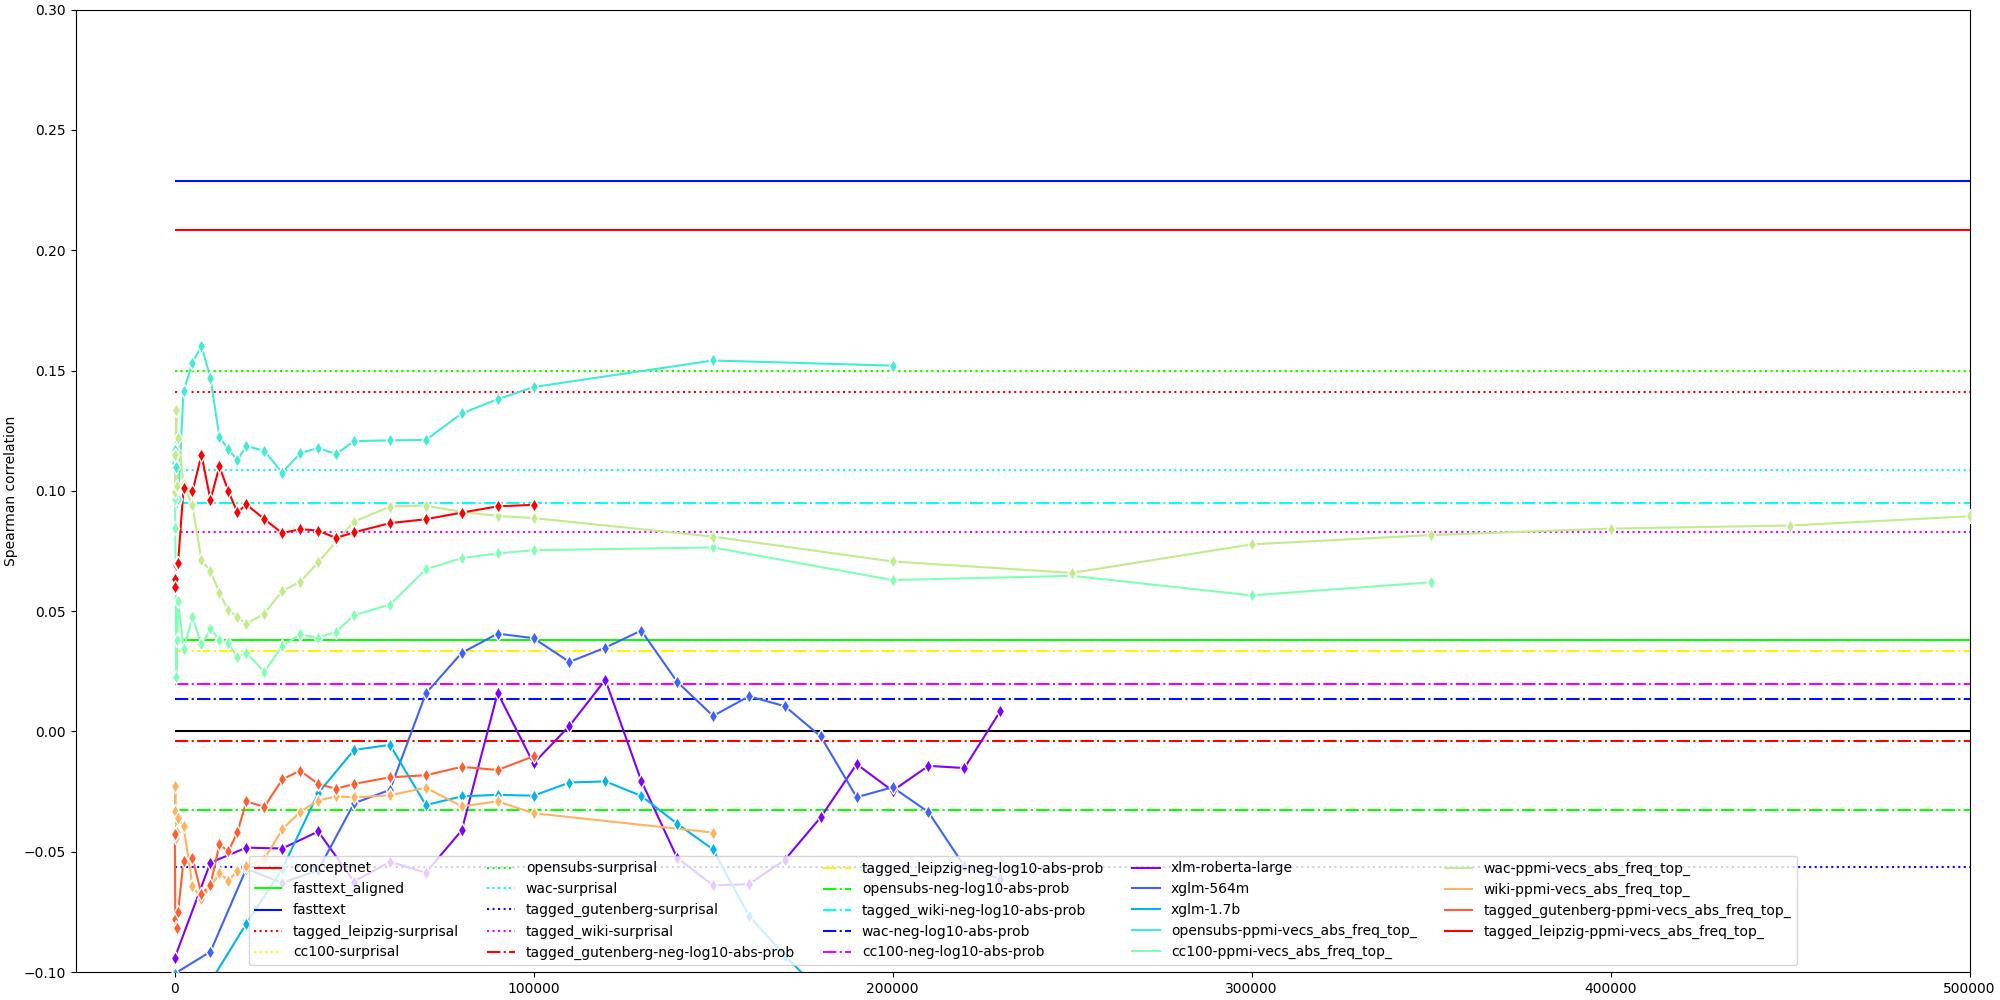 0.30
0.25
0.20
0.15
0.10
0.05
0.00
−0.05
−0.10
Spearman correlation
conceptnet
fasttext_aligned
fasttext
tagged_leipzig-surprisal
cc100-surprisal
opensubs-surprisal
wac-surprisal
tagged_gutenberg-surprisal
tagged_wiki-surprisal
tagged_gutenberg-neg-log10-abs-prob
tagged_leipzig-neg-log10-abs-prob
opensubs-neg-log10-abs-prob
tagged_wiki-neg-log10-abs-prob
wac-neg-log10-abs-prob
cc100-neg-log10-abs-prob
xlm-roberta-large
xglm-564m
xglm-1.7b
opensubs-ppmi-vecs_abs_freq_top_
cc100-ppmi-vecs_abs_freq_top_
wac-ppmi-vecs_abs_freq_top_
wiki-ppmi-vecs_abs_freq_top_
tagged_gutenberg-ppmi-vecs_abs_freq_top_
tagged_leipzig-ppmi-vecs_abs_freq_top_
0
100000
200000
300000
400000
500000